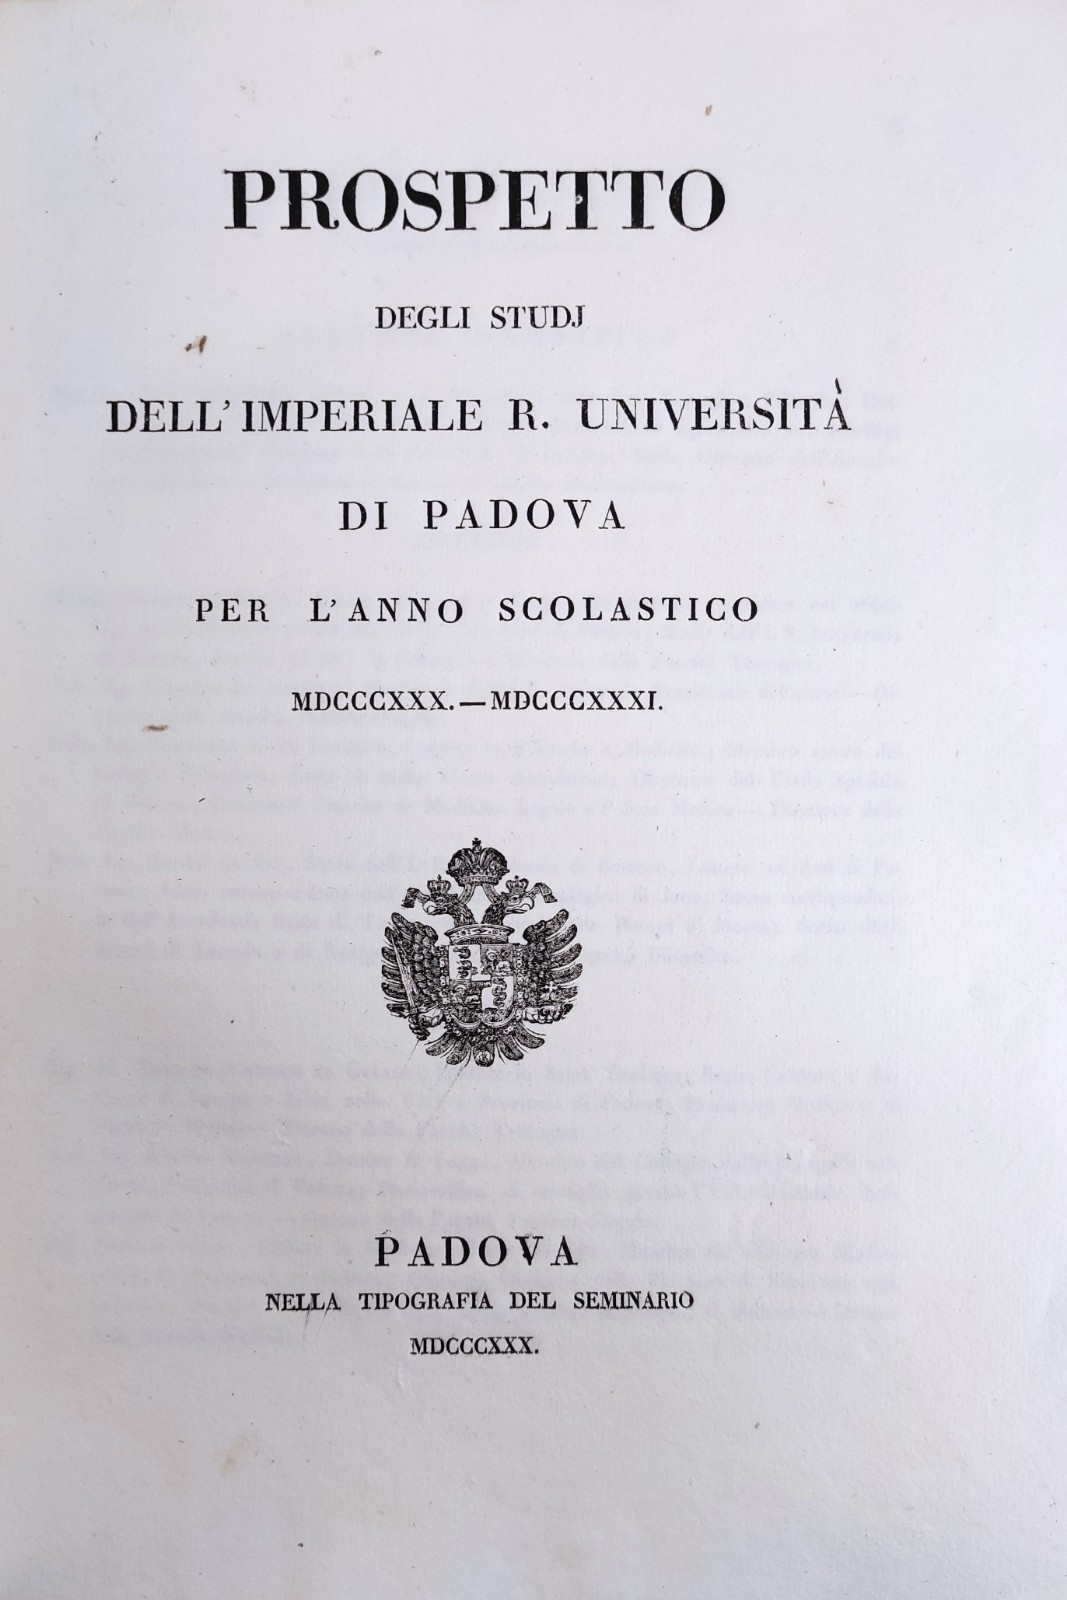 PROSPETTO
DEGLI STUDJ
DELL' IMPERIALE R. UNIVERSITÀ
DI PADOVA
PER L'ANNO SCOLASTICO
MDCCCXXX.—MDCCCXXXI.
PADOVA
NELLA TIPOGRAFIA DEL SEMINARIO
MDCCCXXX.